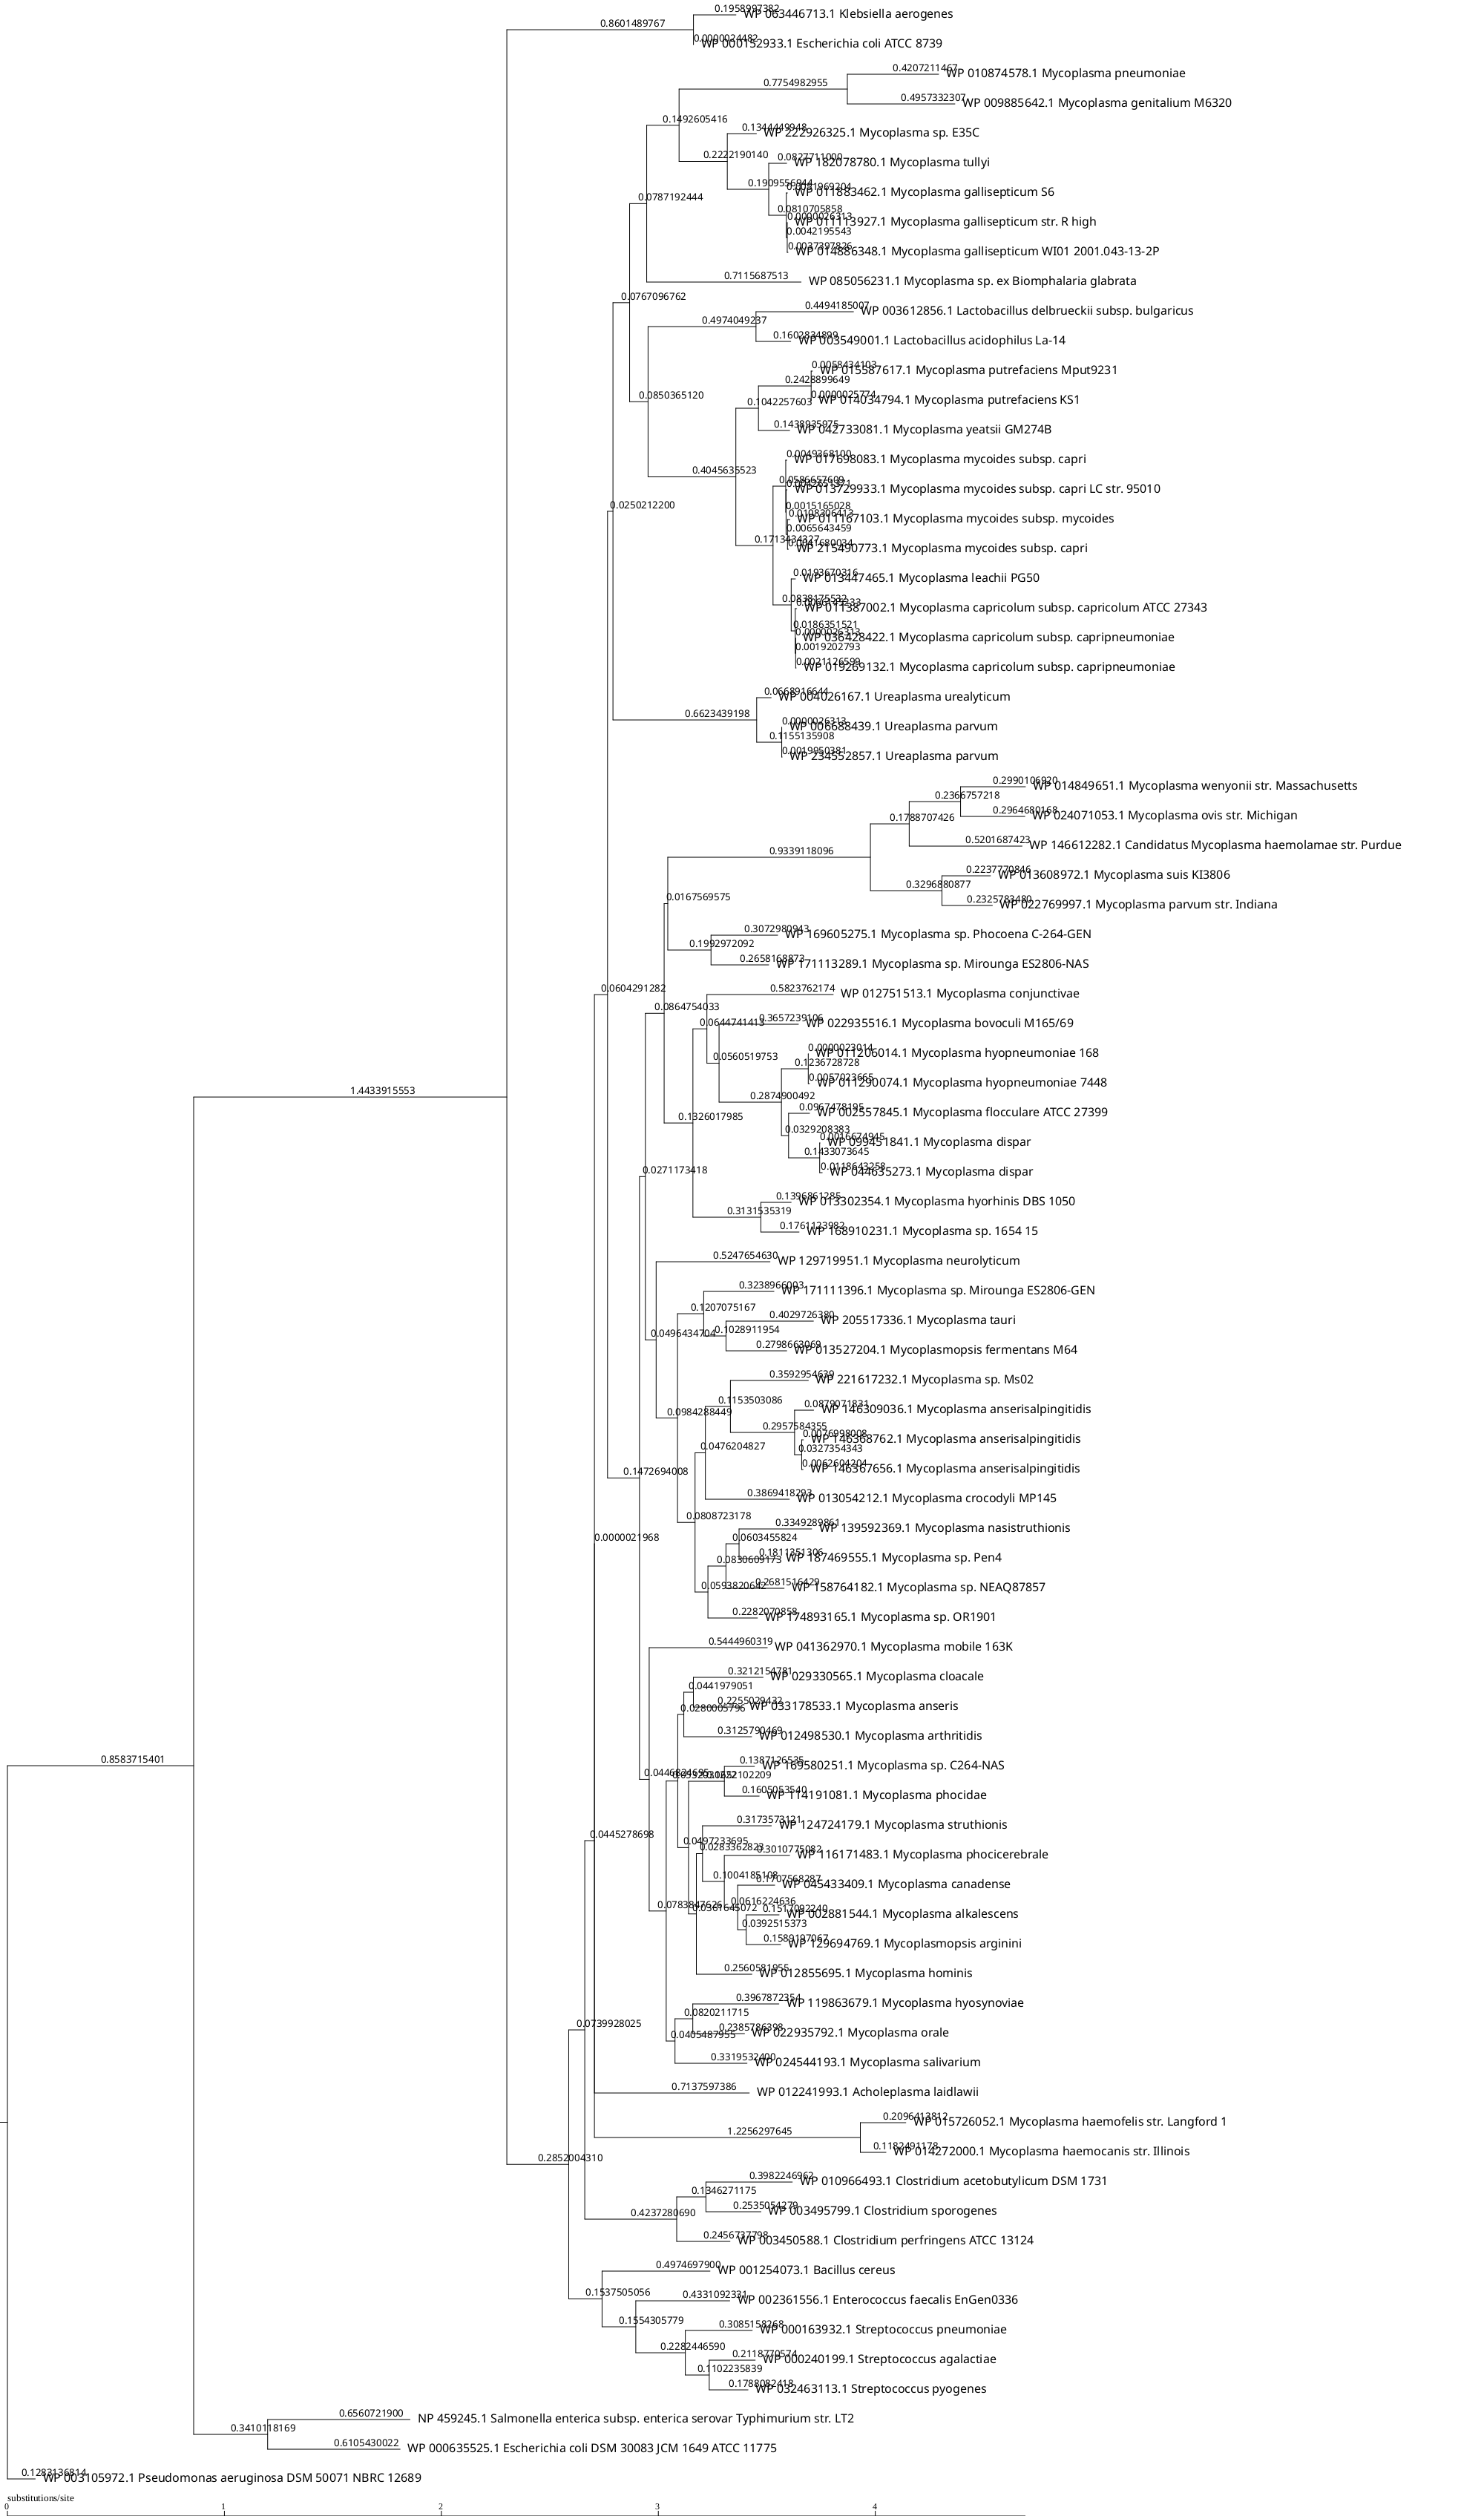 0.1958997382
WP 063446713.1 Klebsiella aerogenes
0.8601489767
0.0000024482
WP 000152933.1 Escherichia coli ATCC 8739
0.4207211467
WP 010874578.1 Mycoplasma pneumoniae
0.7754982955
0.4957332307
WP 009885642.1 Mycoplasma genitalium M6320
0.1492605416
0.1344449948
WP 222926325.1 Mycoplasma sp. E35C
0.2222190140
0.0827711000
WP 182078780.1 Mycoplasma tullyi
0.1909556944
WP 011883462.1 Mycoplasma gallisepticum S6
0.0787192444
0.0810705858
0.0000026313
WP 011113927.1 Mycoplasma gallisepticum str. R high
0.0042195543
0.0037397826
WP 014886348.1 Mycoplasma gallisepticum WI01 2001.043-13-2P
0.7115687513
WP 085056231.1 Mycoplasma sp. ex Biomphalaria glabrata
0.0767096762
0.4494185007
WP 003612856.1 Lactobacillus delbrueckii subsp. bulgaricus
0.4974049237
0.1602834899
WP 003549001.1 Lactobacillus acidophilus La-14
0.0058434103
WP 015587617.1 Mycoplasma putrefaciens Mput9231
0.2428899649
0.0850365120
0.0000025774
WP 014034794.1 Mycoplasma putrefaciens KS1
0.1042257603
0.1438935975
WP 042733081.1 Mycoplasma yeatsii GM274B
0.0049368100
WP 017698083.1 Mycoplasma mycoides subsp. capri
0.4045635523
WP 013729933.1 Mycoplasma mycoides subsp. capri LC str. 95010
0.0250212200
0.0015165028
0.0108306413
WP 011167103.1 Mycoplasma mycoides subsp. mycoides
0.0065643459
0.1713434327
0.0041680034
WP 215490773.1 Mycoplasma mycoides subsp. capri
0.0193670316
WP 013447465.1 Mycoplasma leachii PG50
0.0838175532
WP 011387002.1 Mycoplasma capricolum subsp. capricolum ATCC 27343
0.0186351521
0.0000026313
WP 036428422.1 Mycoplasma capricolum subsp. capripneumoniae
0.0019202793
0.0021126599
WP 019269132.1 Mycoplasma capricolum subsp. capripneumoniae
0.0668916644
WP 004026167.1 Ureaplasma urealyticum
0.6623439198
0.0000026313
WP 006688439.1 Ureaplasma parvum
0.1155135908
0.0019950381
WP 234552857.1 Ureaplasma parvum
0.2990106920
WP 014849651.1 Mycoplasma wenyonii str. Massachusetts
0.2366757218
0.2964680168
WP 024071053.1 Mycoplasma ovis str. Michigan
0.1788707426
0.5201687423
WP 146612282.1 Candidatus Mycoplasma haemolamae str. Purdue
0.9339118096
0.2237770846
WP 013608972.1 Mycoplasma suis KI3806
0.3296880877
0.0167569575
0.2325783480
WP 022769997.1 Mycoplasma parvum str. Indiana
0.3072980943
WP 169605275.1 Mycoplasma sp. Phocoena C-264-GEN
0.1992972092
0.2658168873
WP 171113289.1 Mycoplasma sp. Mirounga ES2806-NAS
0.0604291282
0.5823762174
WP 012751513.1 Mycoplasma conjunctivae
0.0864754033
0.3657239106
WP 022935516.1 Mycoplasma bovoculi M165/69
0.0644741413
0.0000023014
WP 011206014.1 Mycoplasma hyopneumoniae 168
0.0560519753
0.1236728728
0.0057023665
WP 011290074.1 Mycoplasma hyopneumoniae 7448
1.4433915553
0.2874900492
0.0967478195
WP 002557845.1 Mycoplasma flocculare ATCC 27399
0.1326017985
0.0329208383
0.0016674945
WP 099451841.1 Mycoplasma dispar
0.1433073645
0.0118643258
WP 044635273.1 Mycoplasma dispar
0.0271173418
0.1396861285
WP 013302354.1 Mycoplasma hyorhinis DBS 1050
0.3131535319
0.1761123982
WP 168910231.1 Mycoplasma sp. 1654 15
0.5247654630
WP 129719951.1 Mycoplasma neurolyticum
0.3238966003
WP 171111396.1 Mycoplasma sp. Mirounga ES2806-GEN
0.1207075167
0.4029726380
WP 205517336.1 Mycoplasma tauri
0.0496434704
0.1028911954
0.2798663069
WP 013527204.1 Mycoplasmopsis fermentans M64
0.3592954639
WP 221617232.1 Mycoplasma sp. Ms02
0.1153503086
0.0879071831
WP 146309036.1 Mycoplasma anserisalpingitidis
0.0984288449
0.2957584355
0.0076998008
WP 146368762.1 Mycoplasma anserisalpingitidis
0.0476204827
0.0327354343
0.0062604204
WP 146367656.1 Mycoplasma anserisalpingitidis
0.1472694008
0.3869418293
WP 013054212.1 Mycoplasma crocodyli MP145
0.0808723178
0.3349289861
WP 139592369.1 Mycoplasma nasistruthionis
0.0000021968
0.0603455824
0.1811351306
WP 187469555.1 Mycoplasma sp. Pen4
0.0830609173
0.2681516429
WP 158764182.1 Mycoplasma sp. NEAQ87857
0.0593820642
0.2282070858
WP 174893165.1 Mycoplasma sp. OR1901
0.5444960319
WP 041362970.1 Mycoplasma mobile 163K
0.3212154781
WP 029330565.1 Mycoplasma cloacale
0.0441979051
0.2255029432
WP 033178533.1 Mycoplasma anseris
0.0280005796
0.3125790469
WP 012498530.1 Mycoplasma arthritidis
0.8583715401
0.1387126535
WP 169580251.1 Mycoplasma sp. C264-NAS
0.0446824695
0.1605053540
WP 114191081.1 Mycoplasma phocidae
0.3173573121
WP 124724179.1 Mycoplasma struthionis
0.0445278698
0.0497233695
0.0283362823
0.3010775082
WP 116171483.1 Mycoplasma phocicerebrale
0.1004185108
0.1707568287
WP 045433409.1 Mycoplasma canadense
0.0783847626
0.0361645072
0.0616224636
0.1517092240
WP 002881544.1 Mycoplasma alkalescens
0.0392515373
0.1589197067
WP 129694769.1 Mycoplasmopsis arginini
0.2560581955
WP 012855695.1 Mycoplasma hominis
0.3967872354
WP 119863679.1 Mycoplasma hyosynoviae
0.0820211715
0.0739928025
0.2385786398
WP 022935792.1 Mycoplasma orale
0.0405487955
0.3319532400
WP 024544193.1 Mycoplasma salivarium
0.7137597386
WP 012241993.1 Acholeplasma laidlawii
0.2096413812
WP 015726052.1 Mycoplasma haemofelis str. Langford 1
1.2256297645
0.1182491178
WP 014272000.1 Mycoplasma haemocanis str. Illinois
0.2852004310
0.3982246962
WP 010966493.1 Clostridium acetobutylicum DSM 1731
0.1346271175
0.2535054279
WP 003495799.1 Clostridium sporogenes
0.4237280690
0.2456737798
WP 003450588.1 Clostridium perfringens ATCC 13124
0.4974697900
WP 001254073.1 Bacillus cereus
0.1537505056
0.4331092331
WP 002361556.1 Enterococcus faecalis EnGen0336
0.1554305779
0.3085158268
WP 000163932.1 Streptococcus pneumoniae
0.2282446590
0.2118770574
WP 000240199.1 Streptococcus agalactiae
0.1102235839
0.1788082418
WP 032463113.1 Streptococcus pyogenes
0.6560721900
NP 459245.1 Salmonella enterica subsp. enterica serovar Typhimurium str. LT2
0.3410118169
0.6105430022
WP 000635525.1 Escherichia coli DSM 30083 JCM 1649 ATCC 11775
0.1283136814
WP 003105972.1 Pseudomonas aeruginosa DSM 50071 NBRC 12689
substitutions/site
0 1 2 3 4